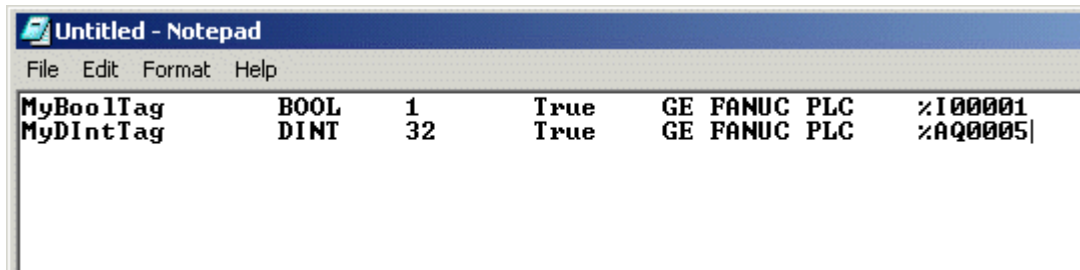 Untitled - Notepad
File Edit Format Help
MyBoolTag BOOL 1 True GE FANUC PLC %I00001
MyDIntTag DINT 32 True GE FANUC PLC %AQ0005